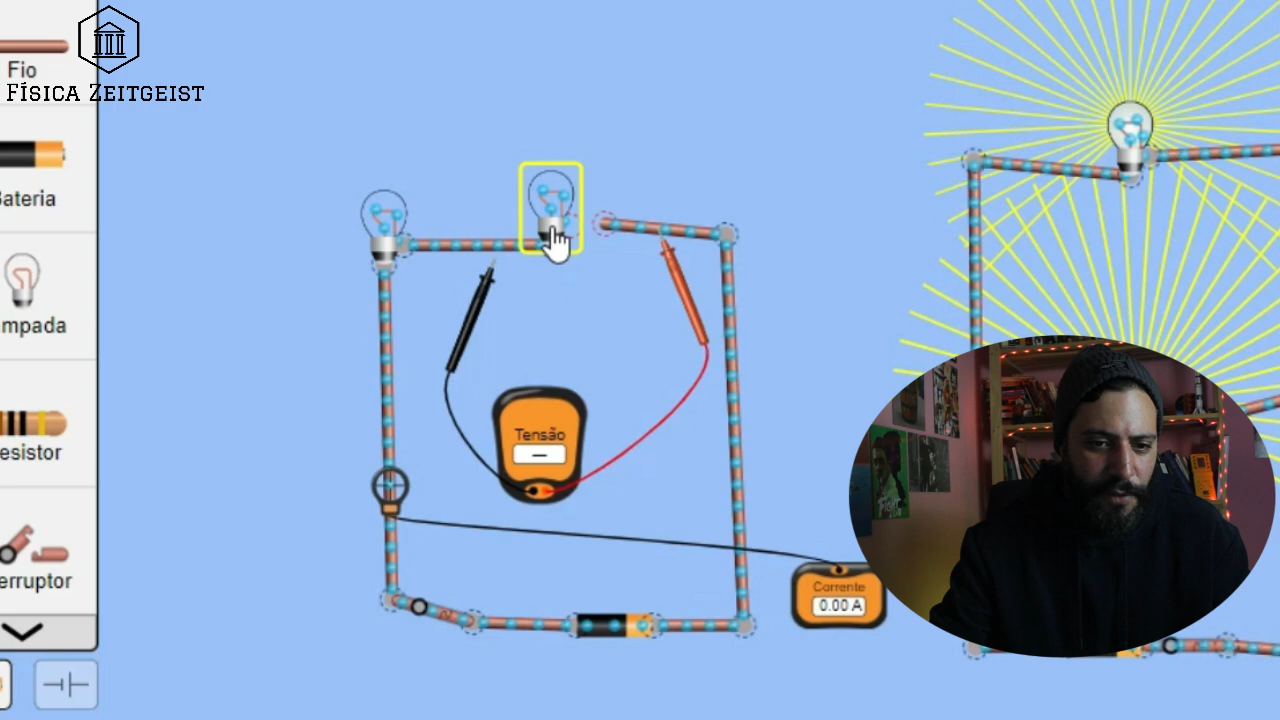 Fio
FÍSICA ZEITGEIST
ateria
mpada
esistor
erruptor
Tensão
—
Corrente
0.00 A